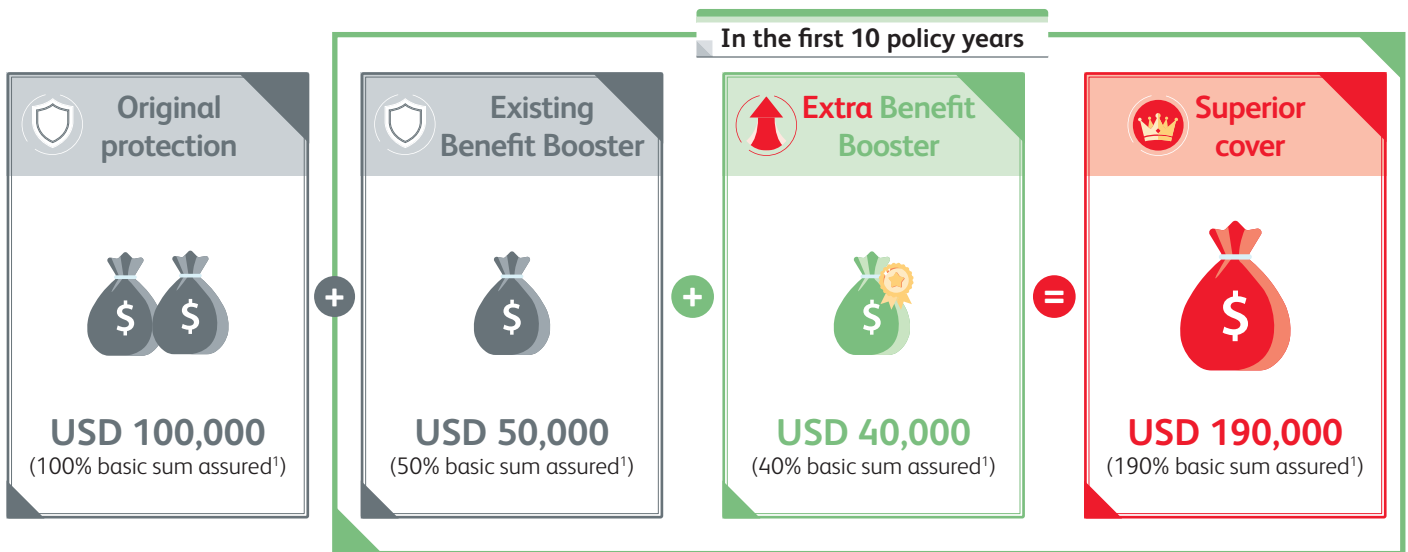 In the first 10 policy years
Original
protection
$ $
USD 100,000
(100% basic sum assured¹)
+
Existing
Benefit Booster
$
USD 50,000
(50% basic sum assured¹)
+
Extra Benefit
Booster
$
USD 40,000
(40% basic sum assured¹)
=
Superior
cover
$
USD 190,000
(190% basic sum assured¹)